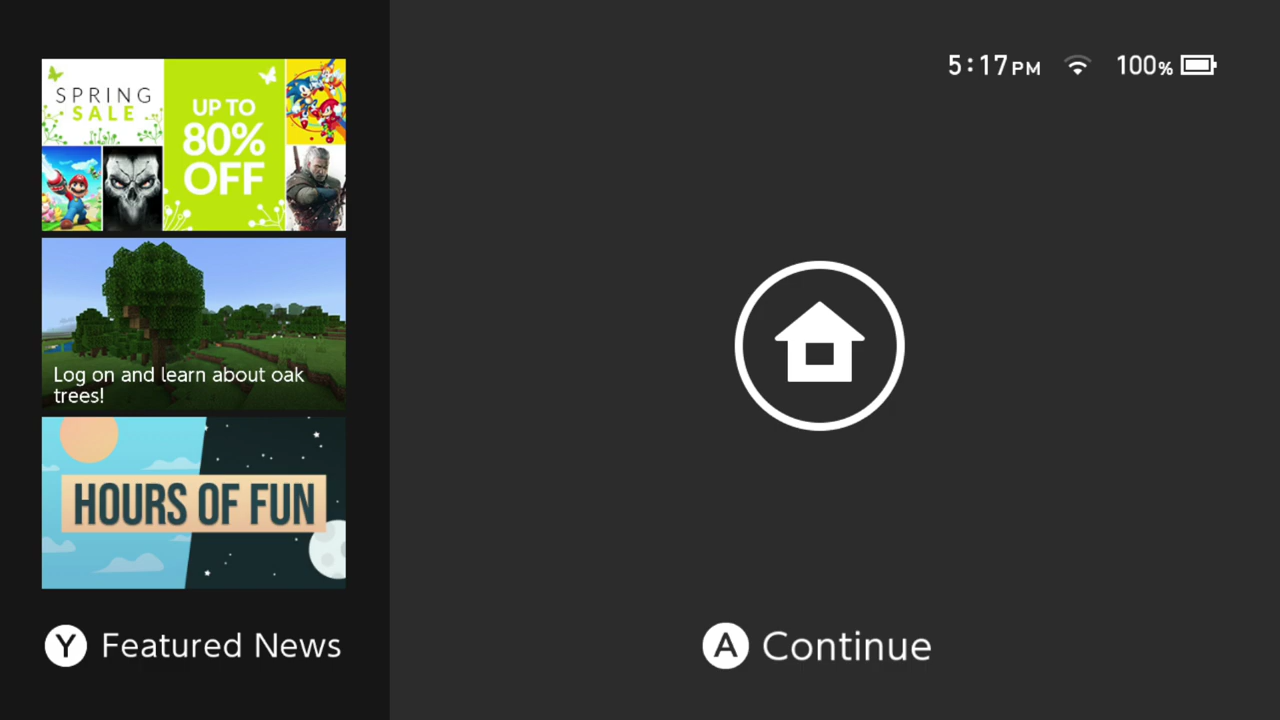 5:17PM 100%
SPRING
SALE
UP TO
80%
OFF
Log on and learn about oak
trees!
HOURS OF FUN
Y Featured News
A Continue